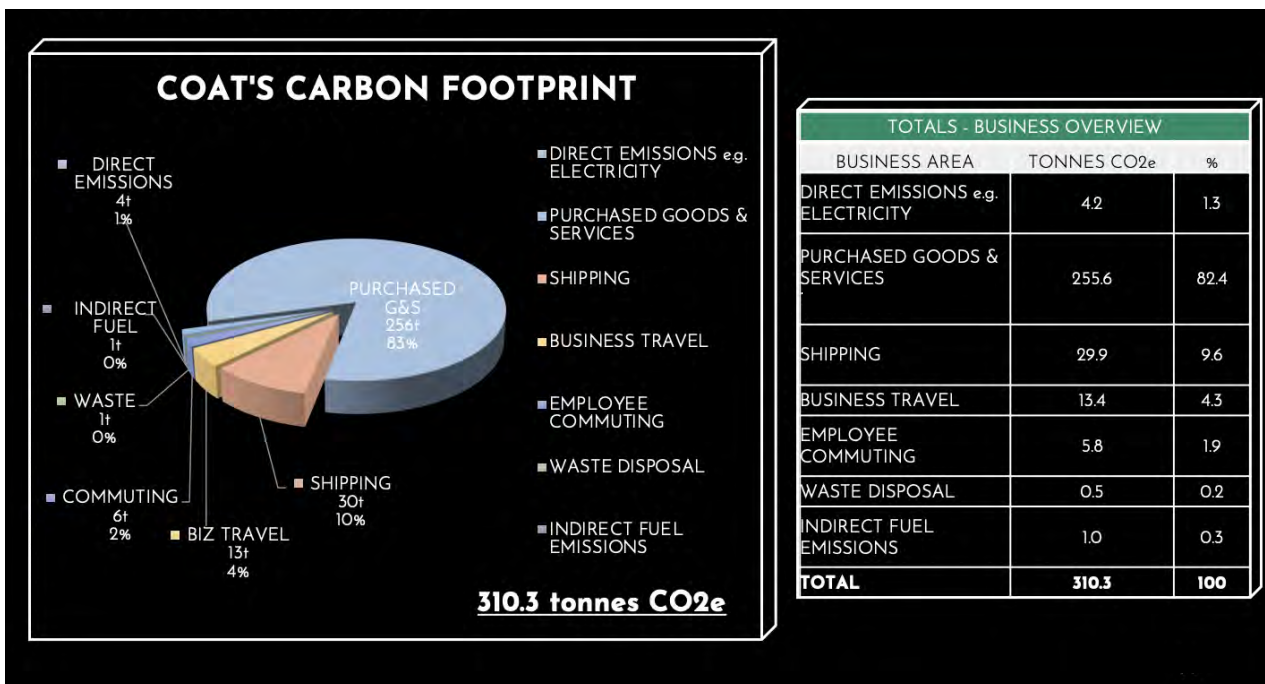 COAT'S CARBON FOOTPRINT
DIRECT
EMISSIONS
4t
1%
INDIRECT
FUEL
1t
0%
WASTE
1t
0%
COMMUTING
6t
2%
BIZ TRAVEL
13t
4%
SHIPPING
30t
10%
PURCHASED
G&S
256t
83%
DIRECT EMISSIONS e.g.
ELECTRICITY
PURCHASED GOODS &
SERVICES
SHIPPING
BUSINESS TRAVEL
EMPLOYEE
COMMUTING
WASTE DISPOSAL
INDIRECT FUEL
EMISSIONS
310.3 tonnes CO2e
TOTALS - BUSINESS OVERVIEW
BUSINESS AREA TONNES CO2e %
DIRECT EMISSIONS e.g.
ELECTRICITY 4.2 1.3
PURCHASED GOODS &
SERVICES 255.6 82.4
SHIPPING 29.9 9.6
BUSINESS TRAVEL 13.4 4.3
EMPLOYEE
COMMUTING 5.8 1.9
WASTE DISPOSAL 0.5 0.2
INDIRECT FUEL
EMISSIONS 1.0 0.3
TOTAL 310.3 100